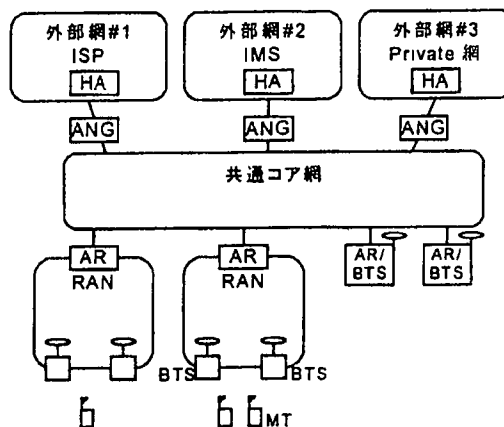 外部網#1
ISP
HA
外部網#2
IMS
HA
外部網#3
Private 網
HA
ANG
ANG
ANG
共通コア網
AR
RAN
AR
RAN
AR/
BTS
AR/
BTS
BTS
BTS
MT